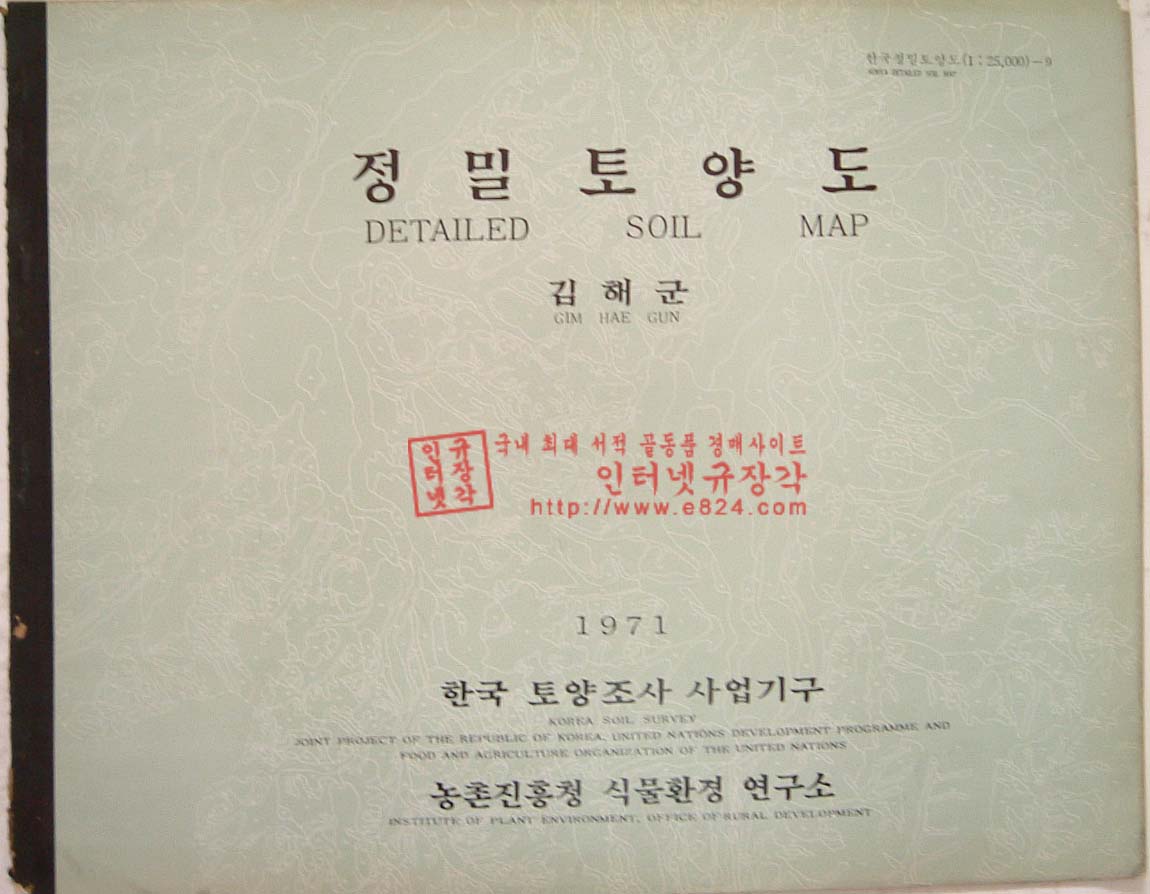 한국정밀토양도(1:25,000)-9
KOREA DETAILED SOIL MAP
정 밀 토 양 도
DETAILED SOIL MAP
김 해 군
GIM HAE GUN
인터넷
규장각
국내 최대 서적 골동품 경매사이트
인터넷규장각
http://www.e824.com
1971
한국 토양조사 사업기구
KOREA SOIL SURVEY
JOINT PROJECT OF THE REPUBLIC OF KOREA, UNITED NATIONS DEVELOPMENT PROGRAMME AND
FOOD AND AGRICULTURE ORGANIZATION OF THE UNITED NATIONS
농촌진흥청 식물환경 연구소
INSTITUTE OF PLANT ENVIRONMENT, OFFICE OF RURAL DEVELOPMENT